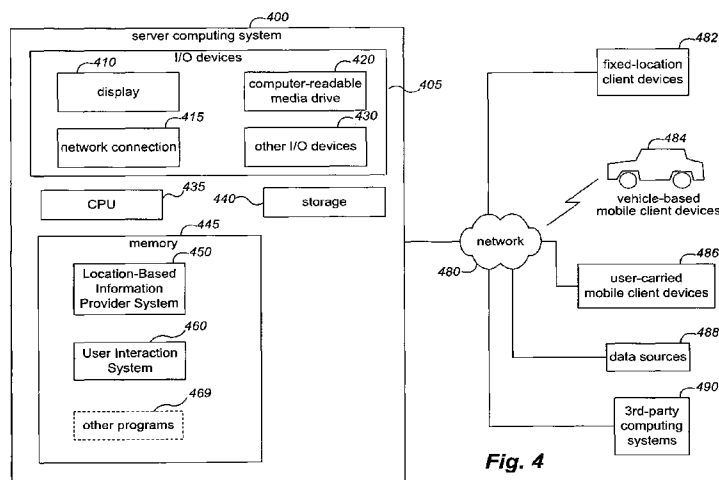 400
server computing system
I/O devices
410
display
420
computer-readable
media drive
405
415
network connection
430
other I/O devices
435
CPU
440
storage
445
memory
450
Location-Based
Information
Provider System
460
User Interaction
System
469
other programs
network
480
482
fixed-location
client devices
484
vehicle-based
mobile client devices
486
user-carried
mobile client devices
488
data sources
490
3rd-party
computing
systems
Fig. 4